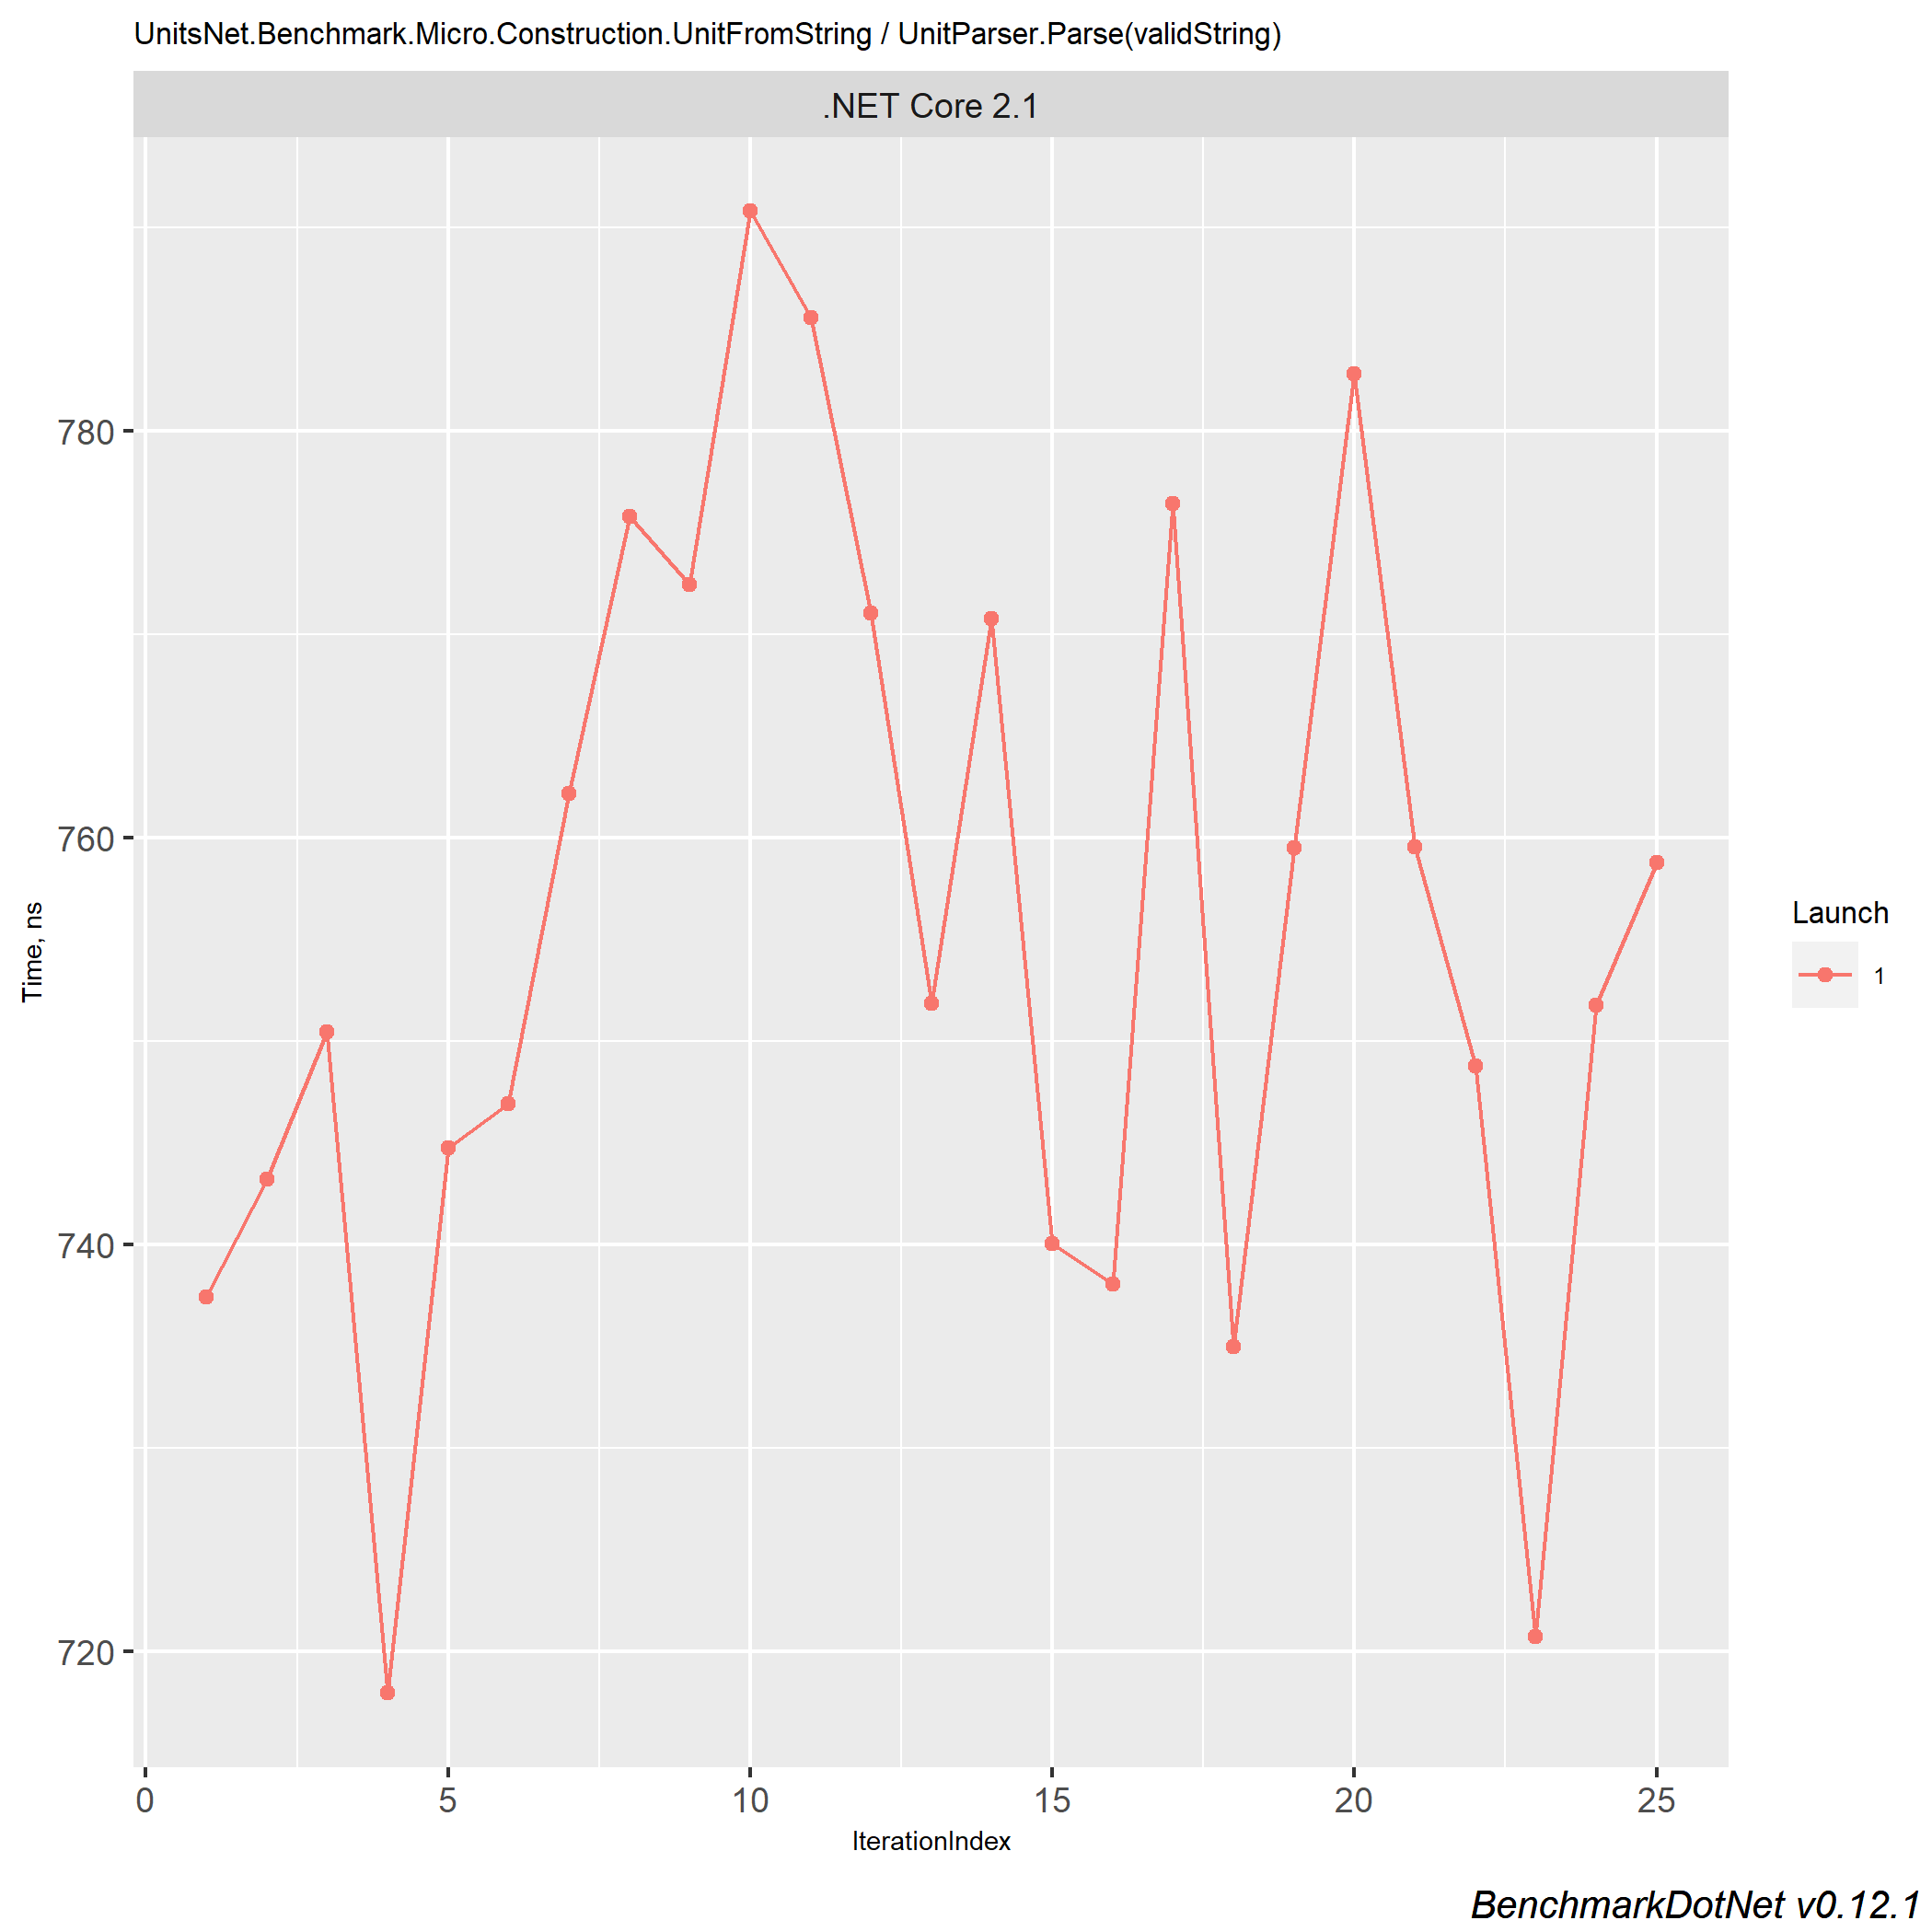 UnitsNet.Benchmark.Micro.Construction.UnitFromString / UnitParser.Parse(validString)
.NET Core 2.1
780
760
740
720
Time, ns
0 5 10 15 20 25
IterationIndex
Launch
1
BenchmarkDotNet v0.12.1